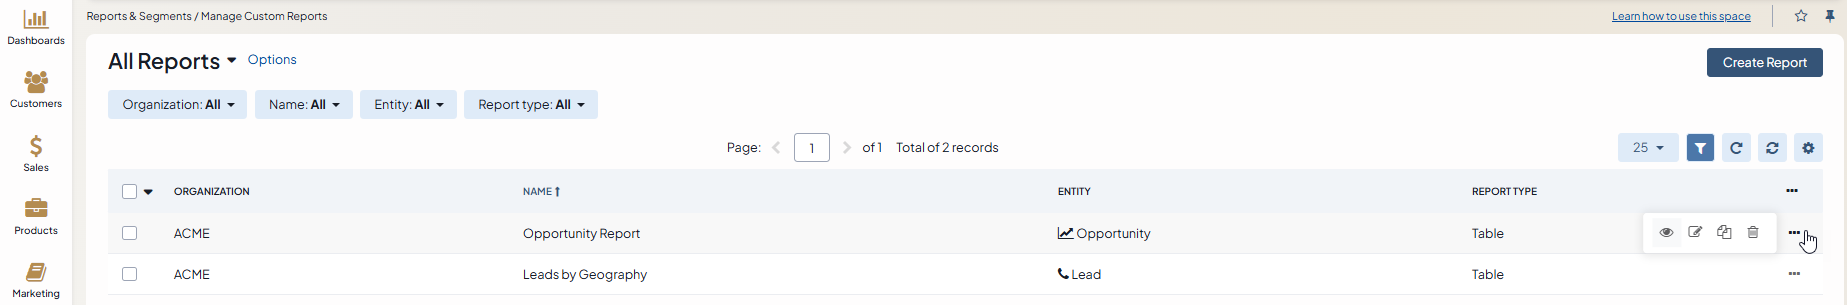 Dashboards
Customers
Sales
Products
Marketing
Reports & Segments / Manage Custom Reports
Learn how to use this space
All Reports Options
Create Report
Organization: All Name: All Entity: All Report type: All
Page: 1 of 1 Total of 2 records
25
ORGANIZATION NAME ENTITY REPORT TYPE
ACME Opportunity Report Opportunity Table
ACME Leads by Geography Lead Table